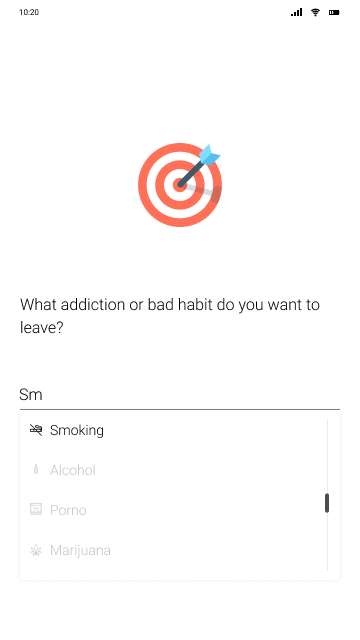 10:20
What addiction or bad habit do you want to
leave?
Sm
Smoking
Alcohol
Porno
Marijuana